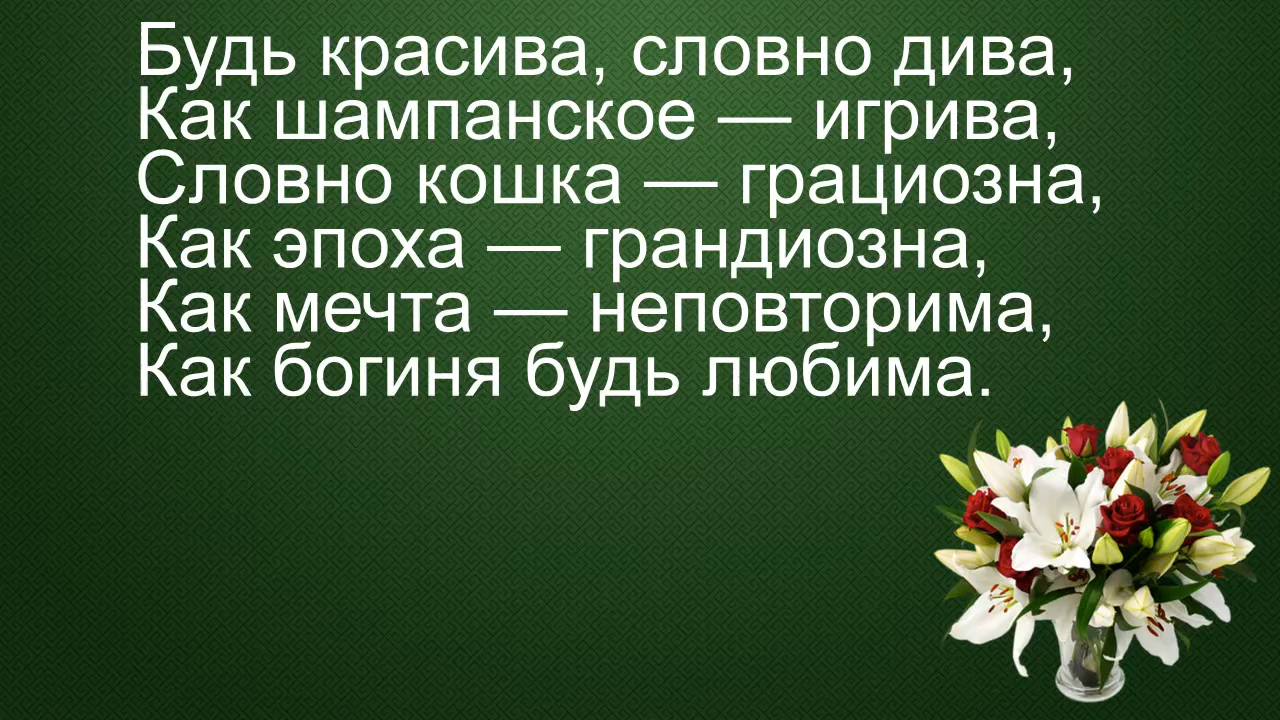 Будь красива, словно дива,
Как шампанское — игрива,
Словно кошка — грациозна,
Как эпоха — грандиозна,
Как мечта — неповторима,
Как богиня будь любима.